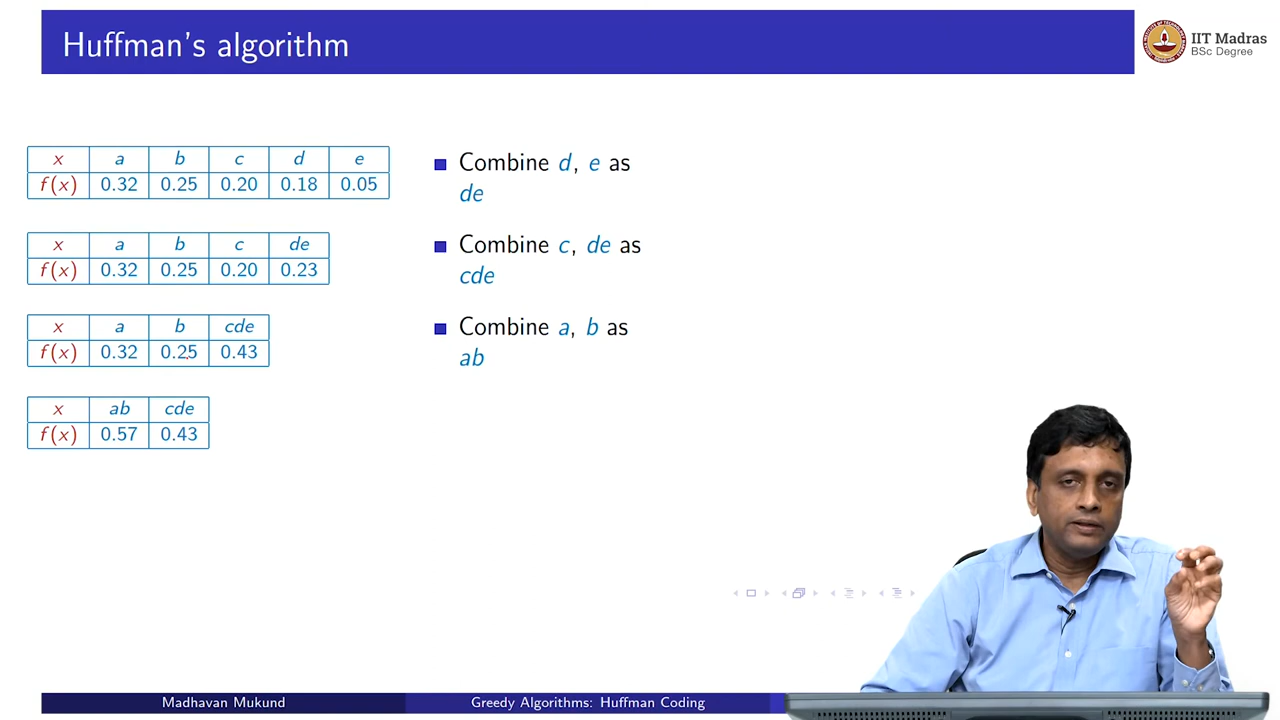 Huffman's algorithm
IIT Madras
BSc Degree
x a b c d e
f(x) 0.32 0.25 0.20 0.18 0.05
Combine d, e as
de
x a b c de
f(x) 0.32 0.25 0.20 0.23
Combine c, de as
cde
x a b cde
f(x) 0.32 0.25 0.43
Combine a, b as
ab
x ab cde
f(x) 0.57 0.43
Madhavan Mukund
Greedy Algorithms: Huffman Coding